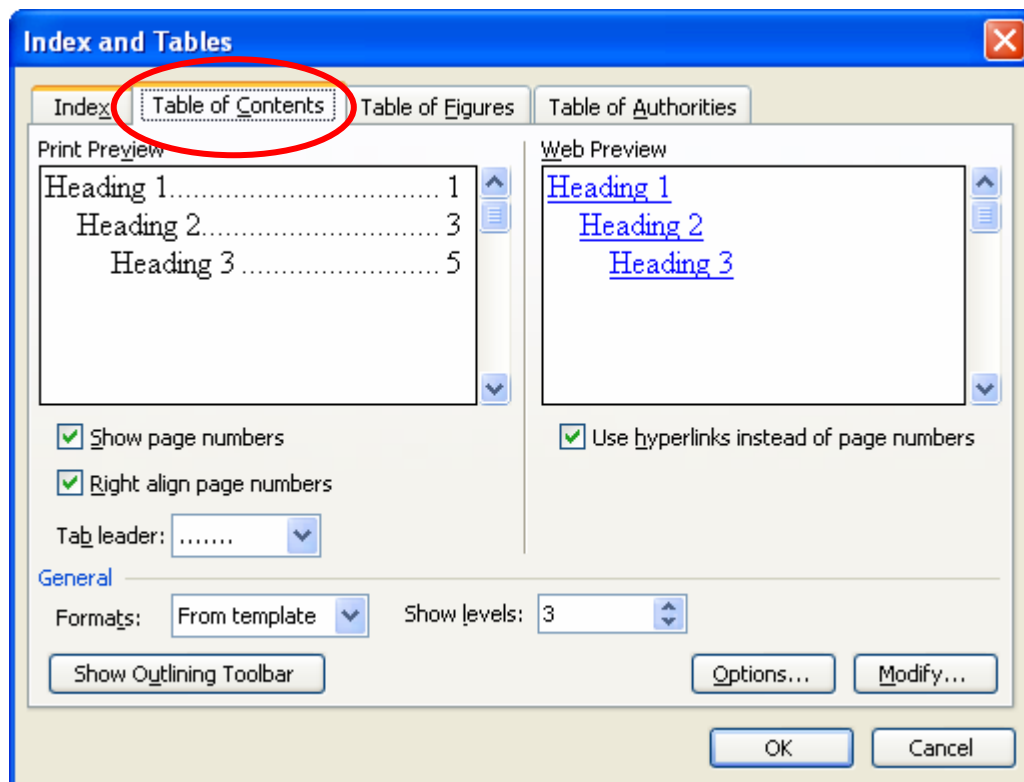 Index and Tables
Index Table of Contents Table of Figures Table of Authorities
Print Preview
Heading 1.............................. 1
Heading 2.......................... 3
Heading 3 ...................... 5
Show page numbers
Right align page numbers
Tab leader: .......
Web Preview
Heading 1
Heading 2
Heading 3
Use hyperlinks instead of page numbers
General
Formats: From template Show levels: 3
Show Outlining Toolbar Options... Modify...
OK Cancel